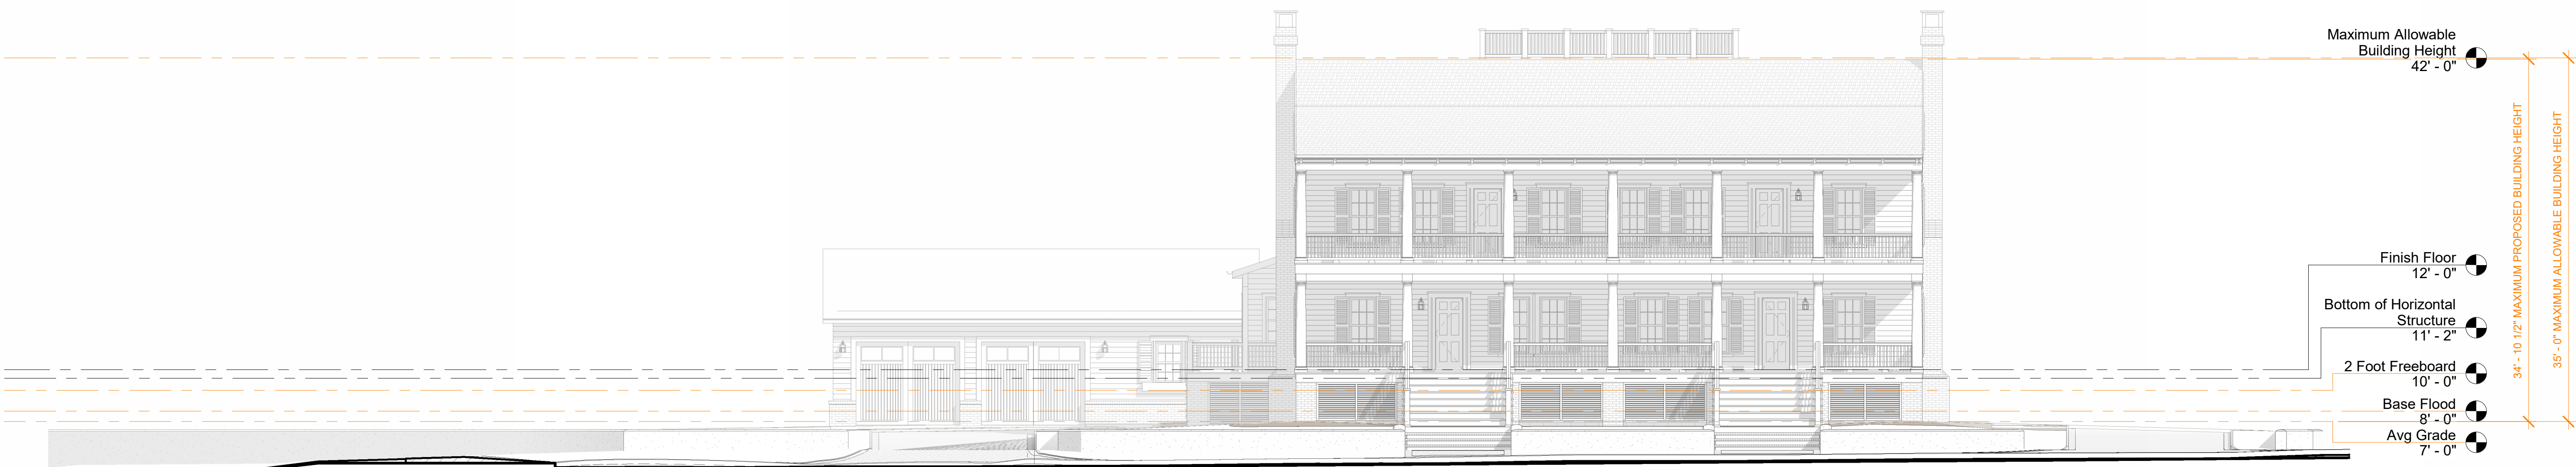 Maximum Allowable
Building Height
42' - 0"
Finish Floor
12' - 0"
Bottom of Horizontal
Structure
11' - 2"
2 Foot Freeboard
10' - 0"
Base Flood
8' - 0"
Avg Grade
7' - 0"
34' - 10 1/2" MAXIMUM PROPOSED BUILDING HEIGHT
35' - 0" MAXIMUM ALLOWABLE BUILDING HEIGHT